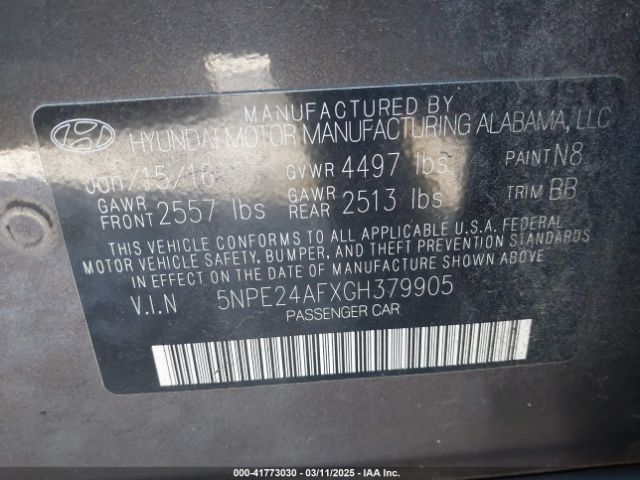 MANUFACTURED BY
HYUNDAI MOTOR MANUFACTURING ALABAMA, LLC
Jan/15/16 GVWR 4497 lbs PAINT N8
GAWR FRONT 2557 lbs GAWR REAR 2513 lbs TRIM BB
THIS VEHICLE CONFORMS TO ALL APPLICABLE U.S.A. FEDERAL
MOTOR VEHICLE SAFETY, BUMPER, AND THEFT PREVENTION STANDARDS
IN EFFECT ON THE DATE OF MANUFACTURE SHOWN ABOVE
V.I.N 5NPE24AFXGH379905
PASSENGER CAR
000-41773030 - 03/11/2025 - IAA Inc.